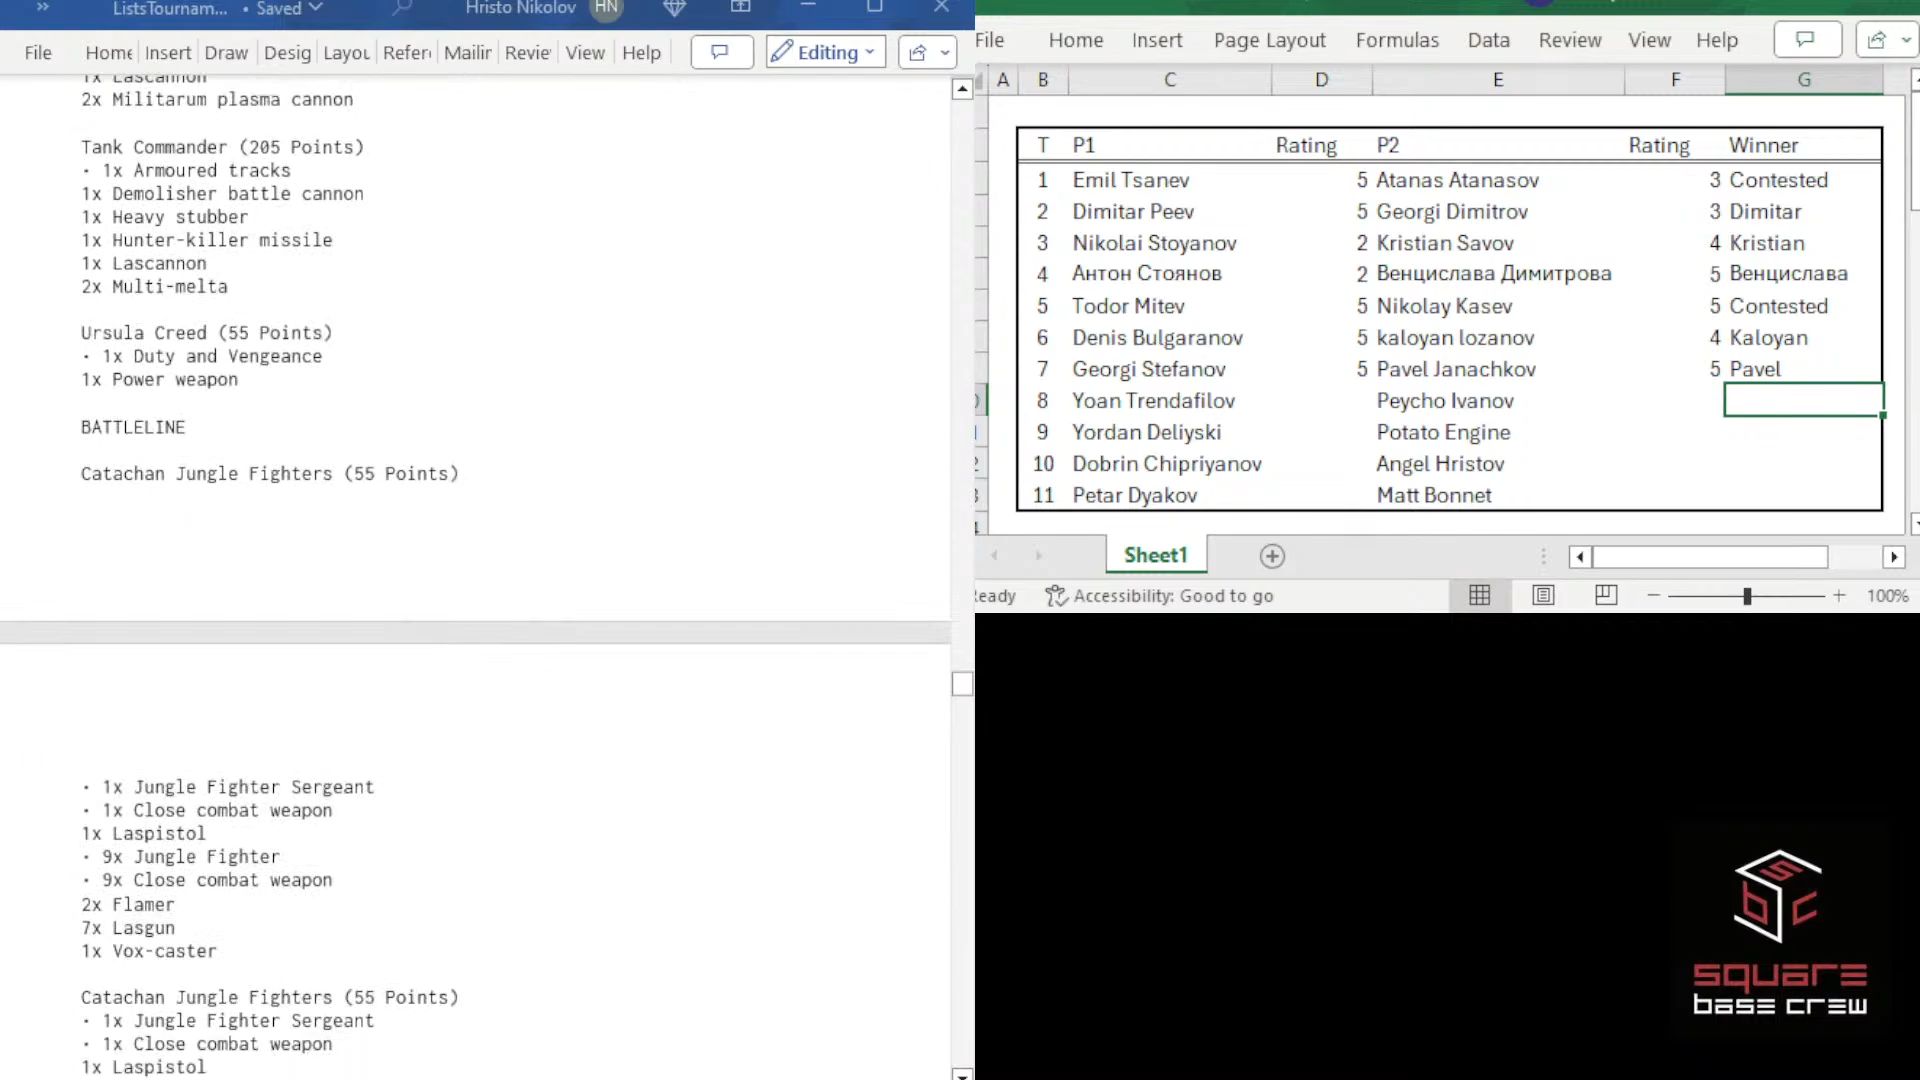 »
ListsTournam... • Saved
Hristo Nikolov HN
File Home Insert Draw Desig Layou Refer Mailin Revie View Help Editing
1x Lascannon
2x Militarum plasma cannon
Tank Commander (205 Points)
• 1x Armoured tracks
1x Demolisher battle cannon
1x Heavy stubber
1x Hunter-killer missile
1x Lascannon
2x Multi-melta
Ursula Creed (55 Points)
• 1x Duty and Vengeance
1x Power weapon
BATTLELINE
Catachan Jungle Fighters (55 Points)
• 1x Jungle Fighter Sergeant
• 1x Close combat weapon
1x Laspistol
• 9x Jungle Fighter
• 9x Close combat weapon
2x Flamer
7x Lasgun
1x Vox-caster
Catachan Jungle Fighters (55 Points)
• 1x Jungle Fighter Sergeant
• 1x Close combat weapon
1x Laspistol
File Home Insert Page Layout Formulas Data Review View Help
A B C D E F G
T P1 Rating P2 Rating Winner
1 Emil Tsanev 5 Atanas Atanasov 3 Contested
2 Dimitar Peev 5 Georgi Dimitrov 3 Dimitar
3 Nikolai Stoyanov 2 Kristian Savov 4 Kristian
4 Антон Стоянов 2 Венцислава Димитрова 5 Венцислава
5 Todor Mitev 5 Nikolay Kasev 5 Contested
6 Denis Bulgaranov 5 kaloyan lozanov 4 Kaloyan
7 Georgi Stefanov 5 Pavel Janachkov 5 Pavel
8 Yoan Trendafilov Peycho Ivanov
9 Yordan Deliyski Potato Engine
10 Dobrin Chipriyanov Angel Hristov
11 Petar Dyakov Matt Bonnet
Sheet1
eady Accessibility: Good to go 100%
sbc
square
base crew